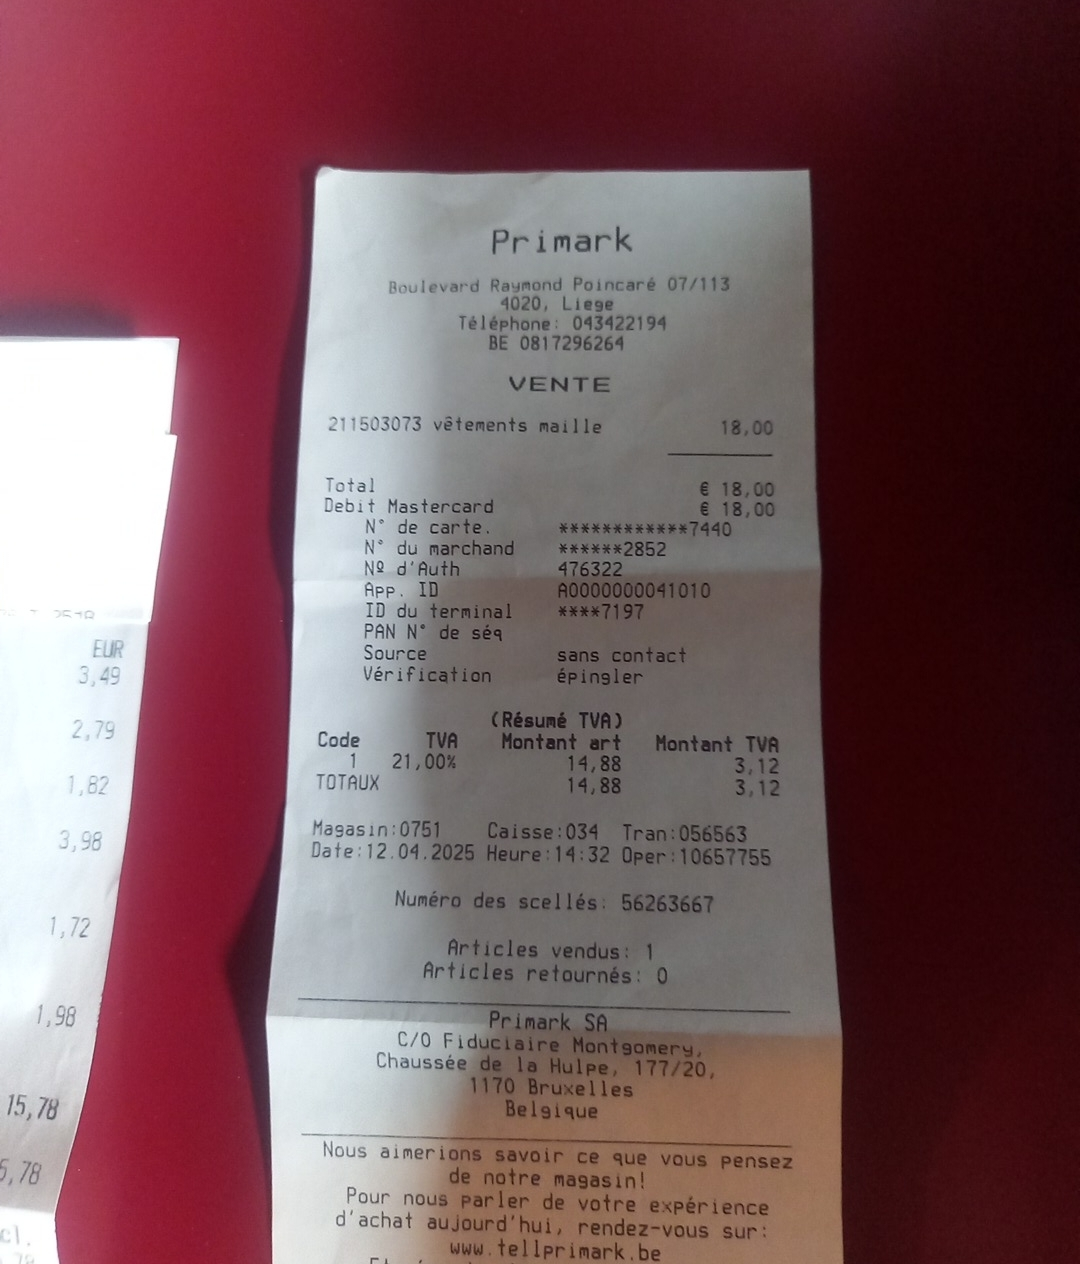 Primark
Boulevard Raymond Poincaré 07/113
4020, Liege
Téléphone: 043422194
BE 0817296264
VENTE
211503073 vêtements maille 18,00
Total € 18,00
Debit Mastercard € 18,00
N° de carte. ************7440
N° du marchand ******2852
Nº d'Auth 476322
App. ID A0000000041010
ID du terminal ****7197
PAN N° de séq
Source sans contact
Vérification épingler
(Résumé TVA)
Code TVA Montant art Montant TVA
1 21,00% 14,88 3,12
TOTAUX 14,88 3,12
Magasin:0751 Caisse:034 Tran:056563
Date:12.04.2025 Heure:14:32 Oper:10657755
Numéro des scellés: 56263667
Articles vendus: 1
Articles retournés: 0
Primark SA
C/O Fiduciaire Montgomery,
Chaussée de la Hulpe, 177/20,
1170 Bruxelles
Belgique
Nous aimerions savoir ce que vous pensez
de notre magasin!
Pour nous parler de votre expérience
d'achat aujourd'hui, rendez-vous sur:
www.tellprimark.be
EUR
3,49
2,79
1,82
3,98
1,72
1,98
15,78
5,78
cl.